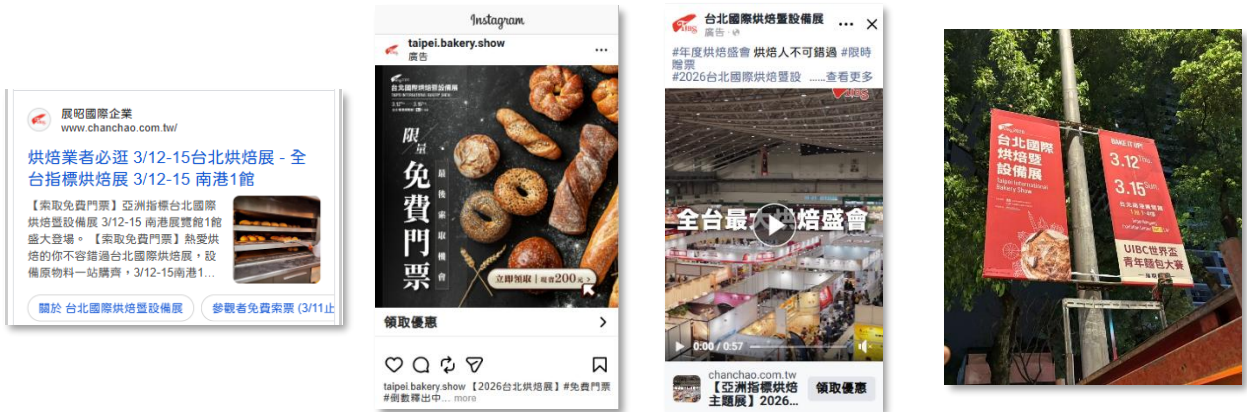 展昭國際企業
www.chanchao.com.tw/
烘焙業者必逛 3/12-15台北烘焙展 - 全
台指標烘焙展 3/12-15 南港1館
【索取免費門票】亞洲指標台北國際
烘焙暨設備展 3/12-15 南港展覽館1館
盛大登場。【索取免費門票】熱愛烘
焙的你不容錯過台北國際烘焙展，設
備原物料一站購齊，3/12-15南港1...
關於 台北國際烘焙暨設備展
參觀者免費索票 (3/11止
Instagram
taipei.bakery.show
廣告
台北國際烘焙暨設備展
限量
免費門票
最後索取機會
立即領取 | 現賣200元
領取優惠
taipei.bakery.show 【2026台北烘焙展】#免費門票
#倒數釋出中... more
台北國際烘焙暨設備展
廣告
#年度烘焙盛會 烘焙人不可錯過 #限時
贈票
#2026台北國際烘焙暨設 ......查看更多
全台最大烘焙盛會
0:00 / 0:57
chanchao.com.tw
【亞洲指標烘焙
主題展】2026...
領取優惠
台北國際
烘焙暨
設備展
Taipei International
Bakery Show
BAKE IT UP!
3.12 Thu.
3.15 Sun.
UIBC世界盃
青年麵包大賽